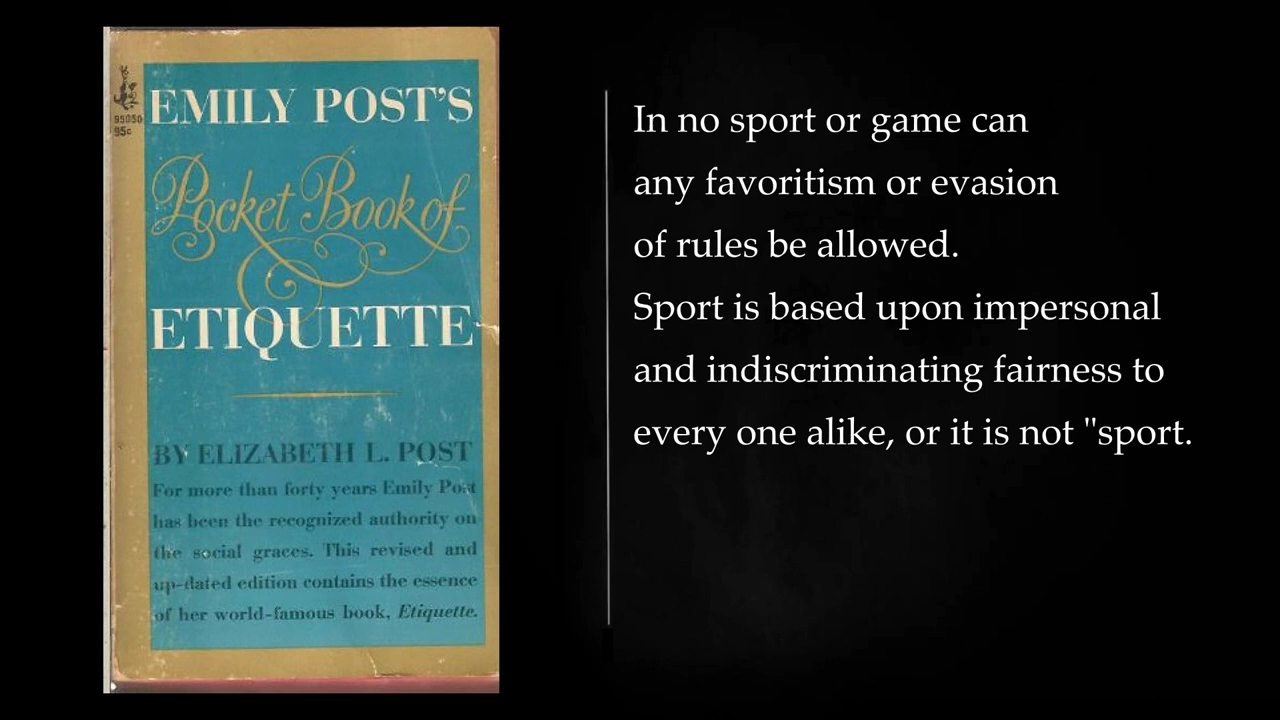 95050
95c
EMILY POST'S
Pocket Book of
ETIQUETTE
BY ELIZABETH L. POST
For more than forty years Emily Post
has been the recognized authority on
the social graces. This revised and
up-dated edition contains the essence
of her world-famous book, Etiquette.
In no sport or game can
any favoritism or evasion
of rules be allowed.
Sport is based upon impersonal
and indiscriminating fairness to
every one alike, or it is not "sport.